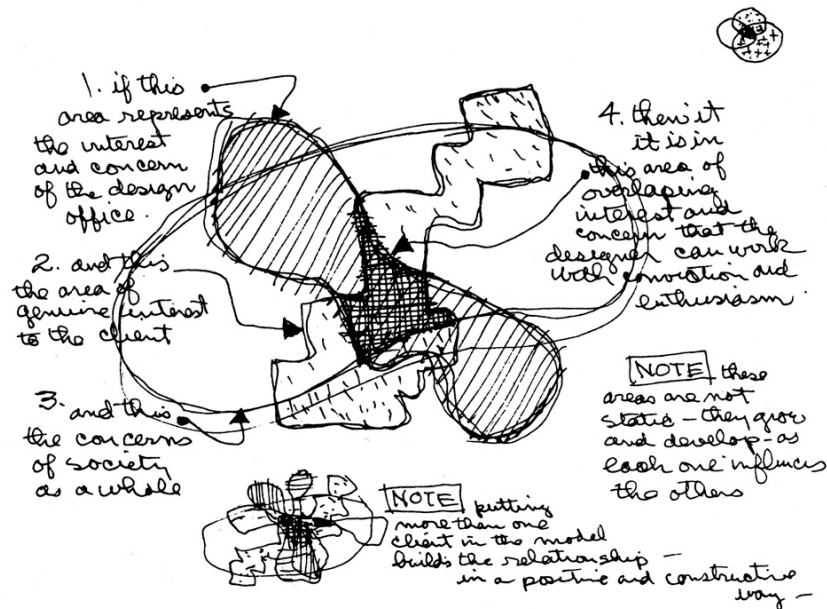 1. if this
area represents
the interest
and concern
of the design
office.
2. and this
the area of
genuine interest
to the client
3. and this
the concerns
of society
as a whole
4. then it
it is in
this area of
overlaping
interest and
concern that the
designer can work
with conviction and
enthusiasm.
NOTE these
areas are not
static - they grow
and develop - as
each one influences
the others
NOTE putting
more than one
client in the model
builds the relationship —
in a positive and constructive
way —